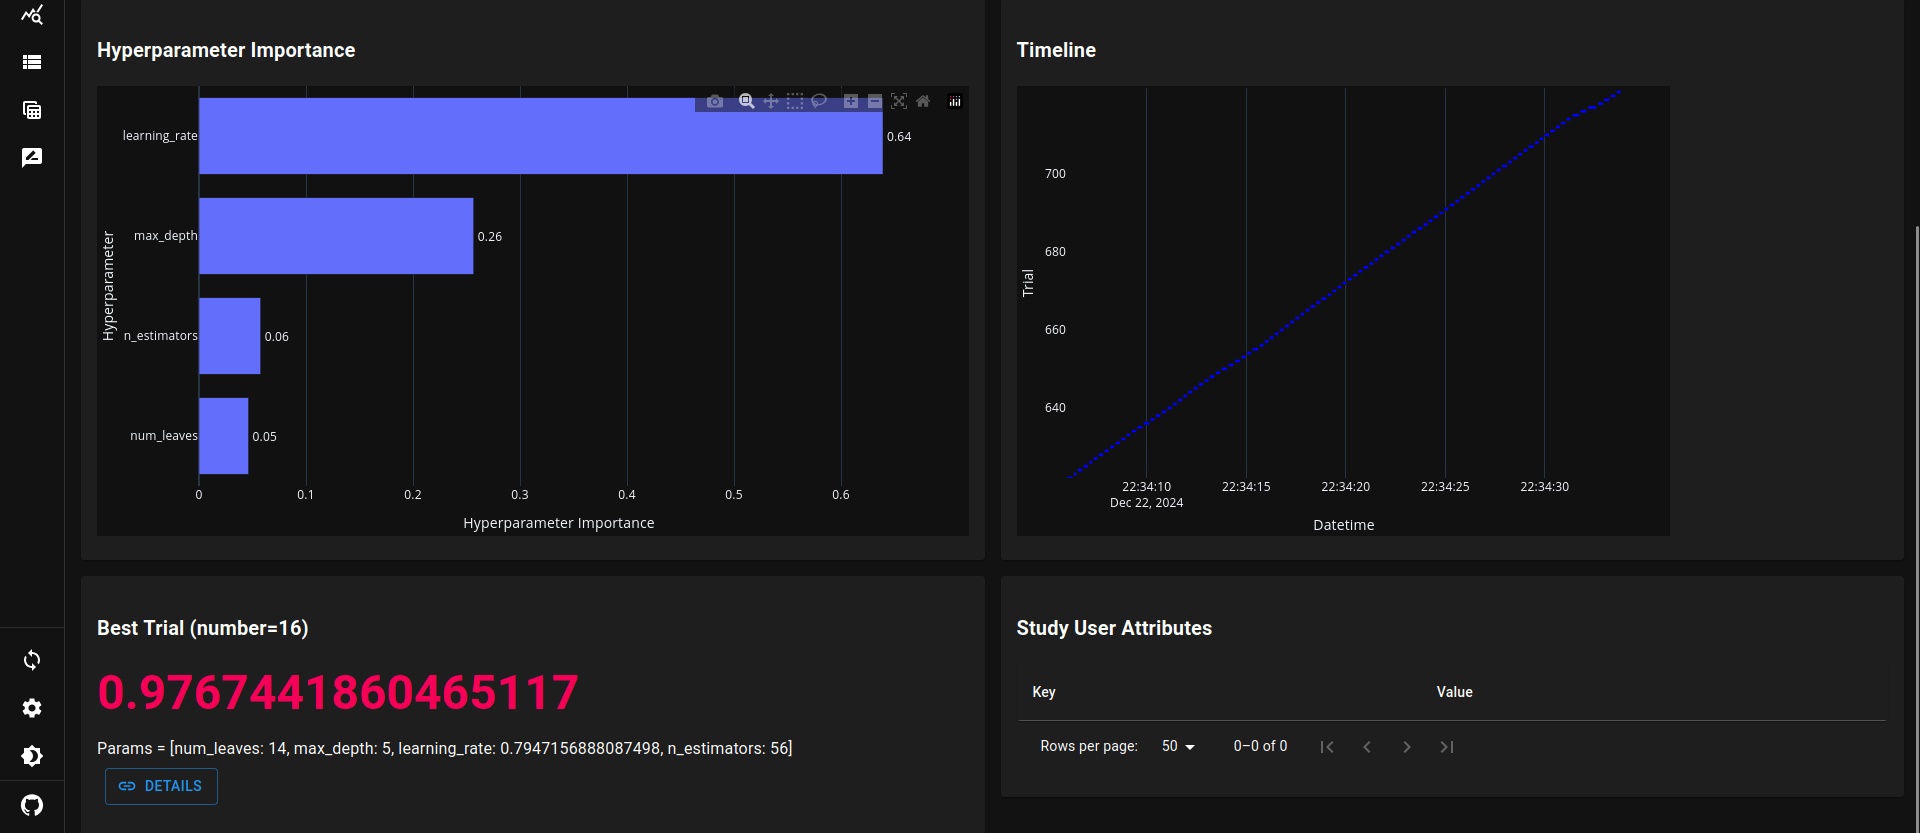 Hyperparameter Importance
learning_rate
0.64
max_depth
0.26
n_estimators
0.06
num_leaves
0.05
Hyperparameter
0 0.1 0.2 0.3 0.4 0.5 0.6
Hyperparameter Importance
Timeline
700
680
660
640
Trial
22:34:10 22:34:15 22:34:20 22:34:25 22:34:30
Dec 22, 2024
Datetime
Best Trial (number=16)
0.9767441860465117
Params = [num_leaves: 14, max_depth: 5, learning_rate: 0.7947156888087498, n_estimators: 56]
DETAILS
Study User Attributes
Key Value
Rows per page: 50 0–0 of 0